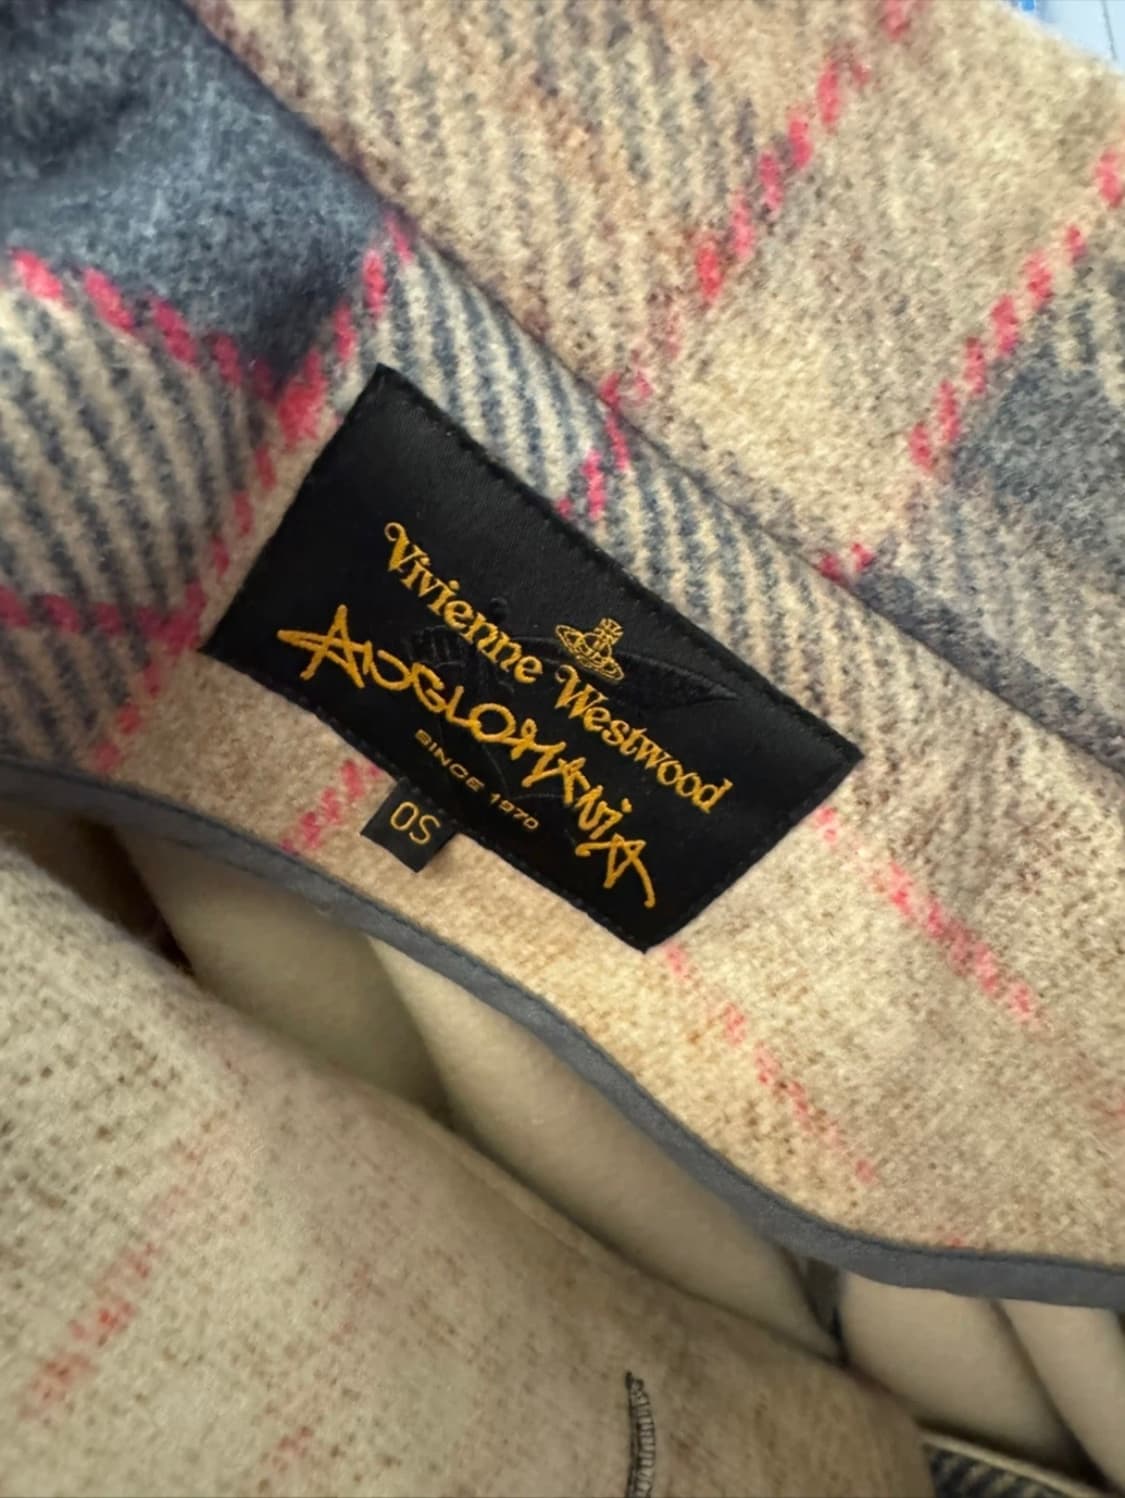 Vivienne Westwood
ANGLOMANIA
SINCE 1970
OS